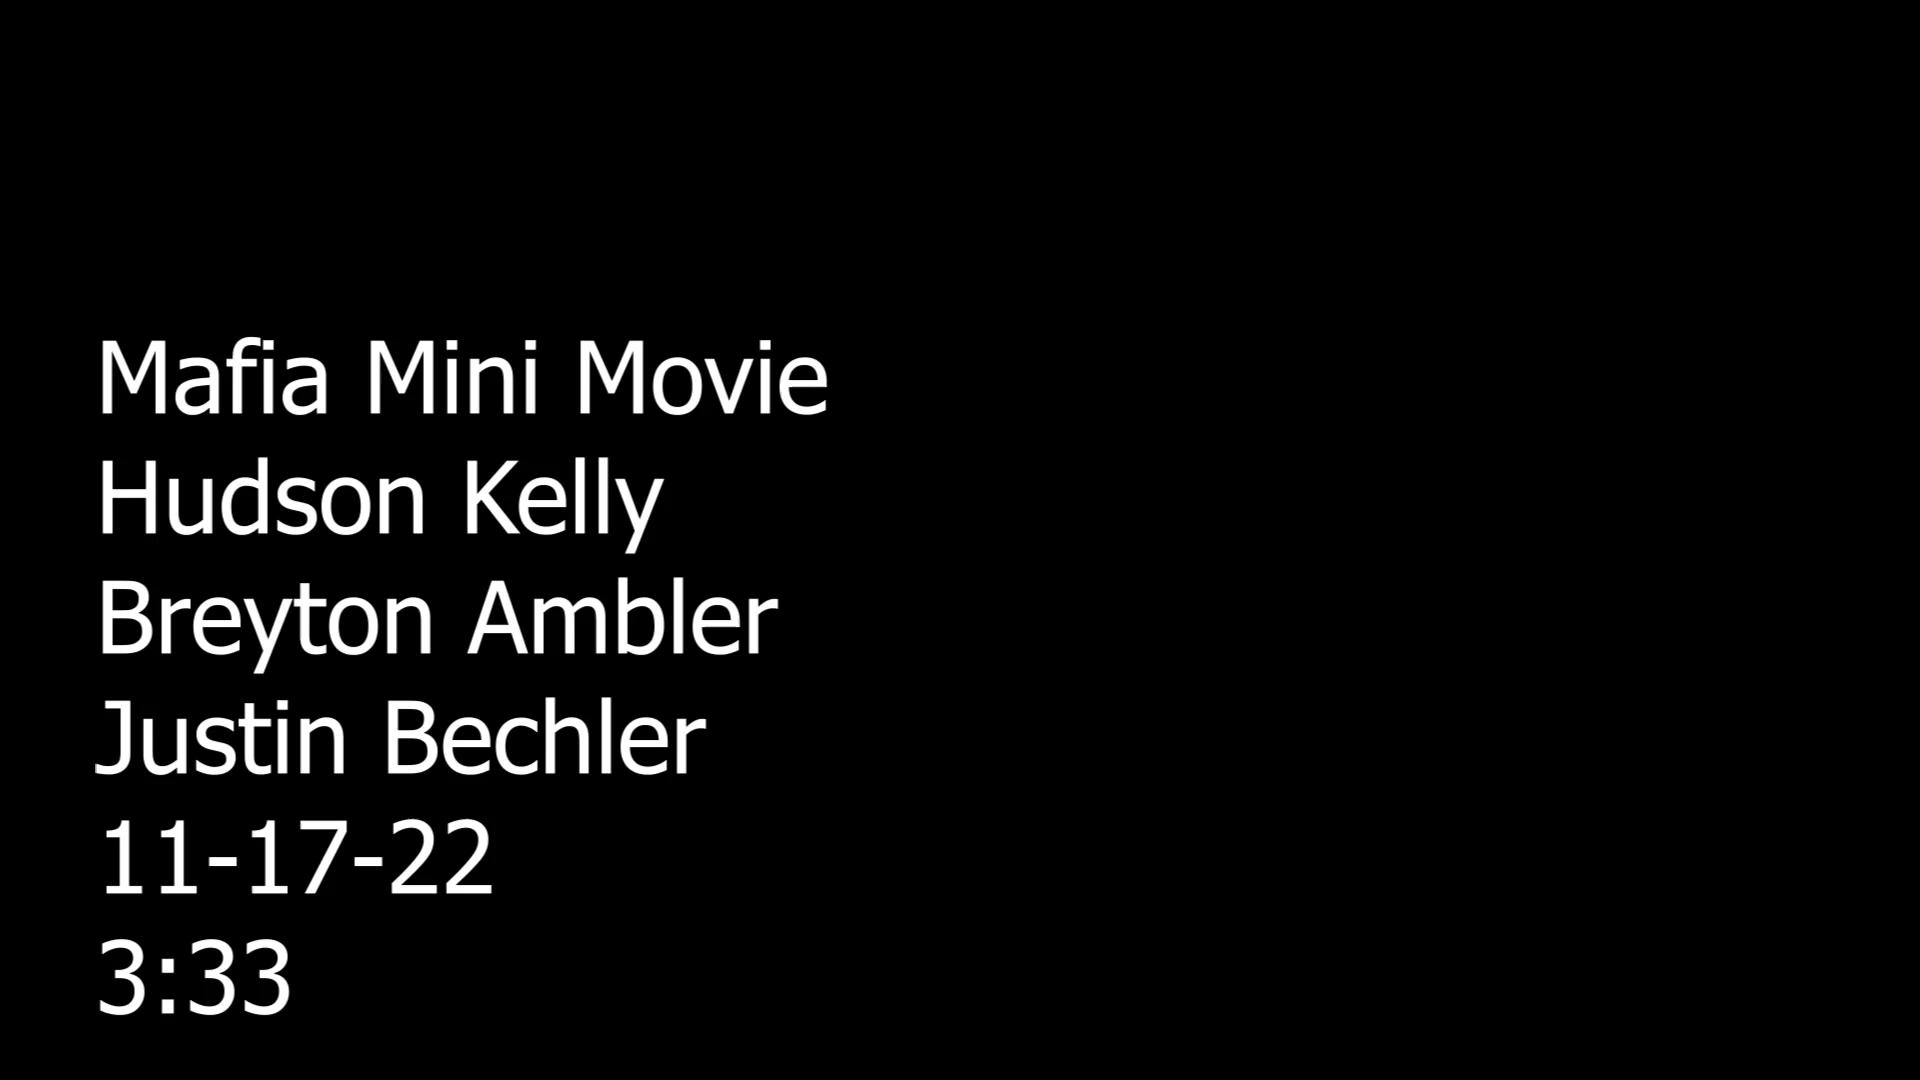 Mafia Mini Movie
Hudson Kelly
Breyton Ambler
Justin Bechler
11-17-22
3:33